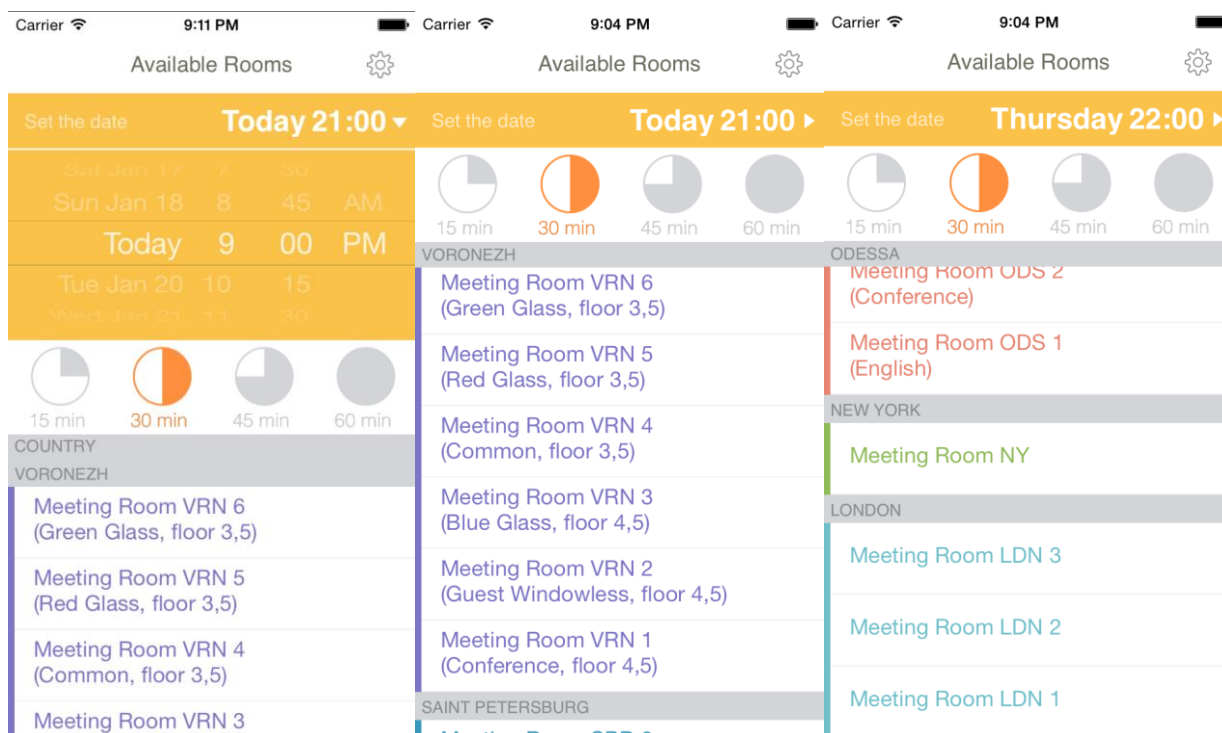 Carrier 9:11 PM
Available Rooms
Set the date Today 21:00
Sat Jan 17 7 30
Sun Jan 18 8 45 AM
Today 9 00 PM
Tue Jan 20 10 15
Wed Jan 21 11 30
15 min 30 min 45 min 60 min
COUNTRY
VORONEZH
Meeting Room VRN 6
(Green Glass, floor 3,5)
Meeting Room VRN 5
(Red Glass, floor 3,5)
Meeting Room VRN 4
(Common, floor 3,5)
Meeting Room VRN 3
Carrier 9:04 PM
Available Rooms
Set the date Today 21:00
15 min 30 min 45 min 60 min
VORONEZH
Meeting Room VRN 6
(Green Glass, floor 3,5)
Meeting Room VRN 5
(Red Glass, floor 3,5)
Meeting Room VRN 4
(Common, floor 3,5)
Meeting Room VRN 3
(Blue Glass, floor 4,5)
Meeting Room VRN 2
(Guest Windowless, floor 4,5)
Meeting Room VRN 1
(Conference, floor 4,5)
SAINT PETERSBURG
Carrier 9:04 PM
Available Rooms
Set the date Thursday 22:00
15 min 30 min 45 min 60 min
ODESSA
Meeting Room ODS 2
(Conference)
Meeting Room ODS 1
(English)
NEW YORK
Meeting Room NY
LONDON
Meeting Room LDN 3
Meeting Room LDN 2
Meeting Room LDN 1